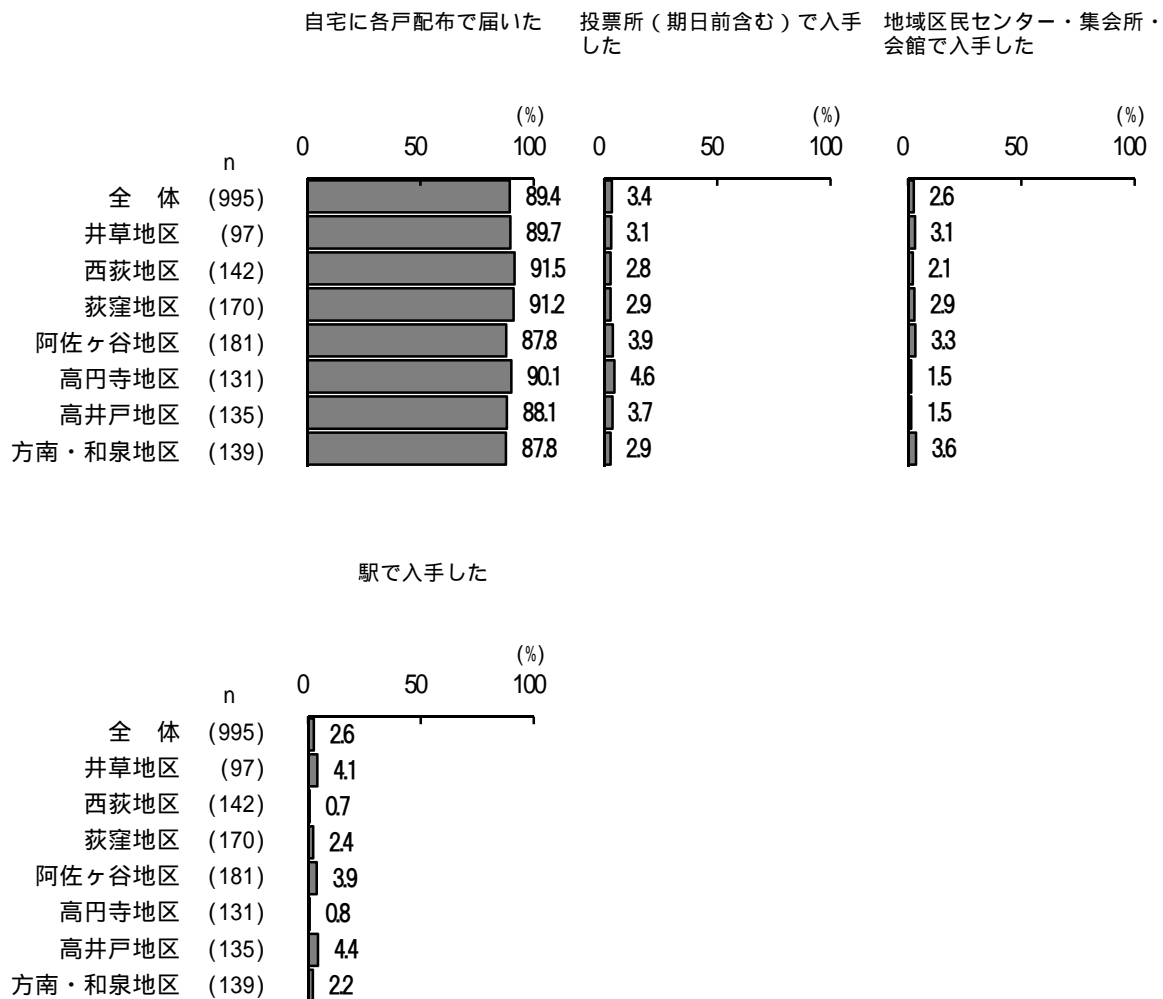 自宅に各戸配布で届いた 投票所（期日前含む）で入手した 地域区民センター・集会所・会館で入手した
(%) (%) (%)
0 50 100 0 50 100 0 50 100
n
全　体 (995) 89.4 3.4 2.6
井草地区 (97) 89.7 3.1 3.1
西荻地区 (142) 91.5 2.8 2.1
荻窪地区 (170) 91.2 2.9 2.9
阿佐ヶ谷地区 (181) 87.8 3.9 3.3
高円寺地区 (131) 90.1 4.6 1.5
高井戸地区 (135) 88.1 3.7 1.5
方南・和泉地区 (139) 87.8 2.9 3.6
駅で入手した
(%)
0 50 100
n
全　体 (995) 2.6
井草地区 (97) 4.1
西荻地区 (142) 0.7
荻窪地区 (170) 2.4
阿佐ヶ谷地区 (181) 3.9
高円寺地区 (131) 0.8
高井戸地区 (135) 4.4
方南・和泉地区 (139) 2.2